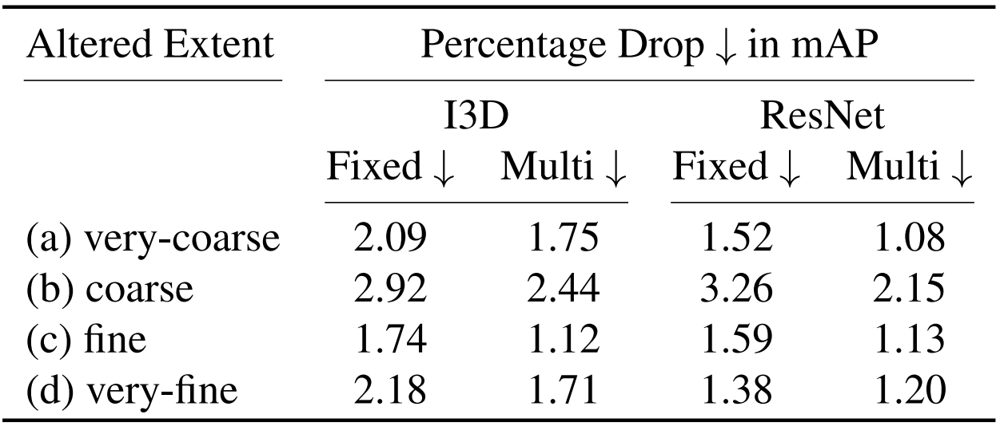 Altered Extent Percentage Drop ↓ in mAP
I3D ResNet
Fixed ↓ Multi ↓ Fixed ↓ Multi ↓
(a) very-coarse 2.09 1.75 1.52 1.08
(b) coarse 2.92 2.44 3.26 2.15
(c) fine 1.74 1.12 1.59 1.13
(d) very-fine 2.18 1.71 1.38 1.20